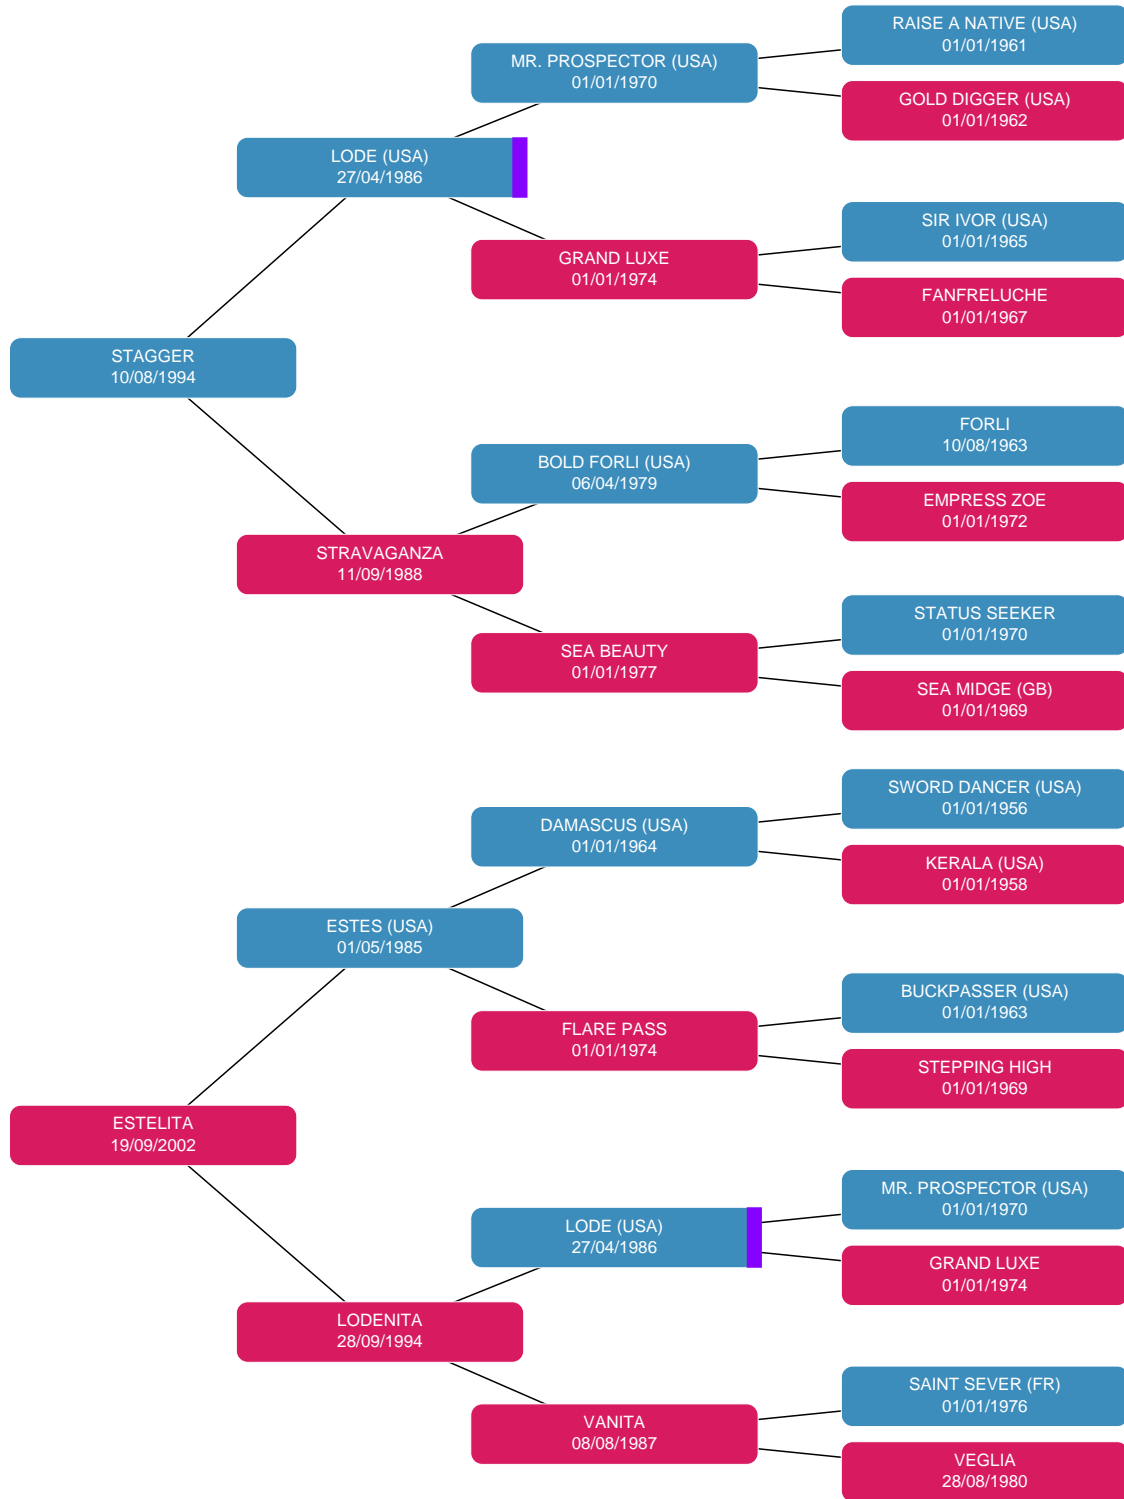 RAISE A NATIVE (USA)
01/01/1961
MR. PROSPECTOR (USA)
01/01/1970
GOLD DIGGER (USA)
01/01/1962
LODE (USA)
27/04/1986
SIR IVOR (USA)
01/01/1965
GRAND LUXE
01/01/1974
FANFRELUCHE
01/01/1967
STAGGER
10/08/1994
FORLI
10/08/1963
BOLD FORLI (USA)
06/04/1979
EMPRESS ZOE
01/01/1972
STRAVAGANZA
11/09/1988
STATUS SEEKER
01/01/1970
SEA BEAUTY
01/01/1977
SEA MIDGE (GB)
01/01/1969
SWORD DANCER (USA)
01/01/1956
DAMASCUS (USA)
01/01/1964
KERALA (USA)
01/01/1958
ESTES (USA)
01/05/1985
BUCKPASSER (USA)
01/01/1963
FLARE PASS
01/01/1974
STEPPING HIGH
01/01/1969
ESTELITA
19/09/2002
MR. PROSPECTOR (USA)
01/01/1970
LODE (USA)
27/04/1986
GRAND LUXE
01/01/1974
LODENITA
28/09/1994
SAINT SEVER (FR)
01/01/1976
VANITA
08/08/1987
VEGLIA
28/08/1980